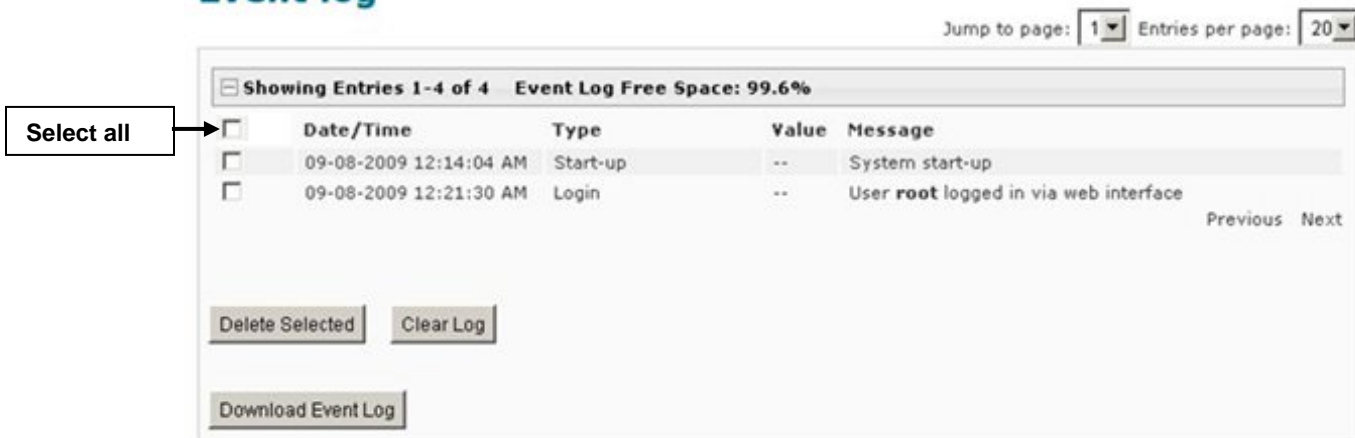 Event log
Jump to page: 1 Entries per page: 20
Showing Entries 1-4 of 4 Event Log Free Space: 99.6%
Select all
Date/Time Type Value Message
09-08-2009 12:14:04 AM Start-up -- System start-up
09-08-2009 12:21:30 AM Login -- User root logged in via web interface
Previous Next
Delete Selected Clear Log
Download Event Log